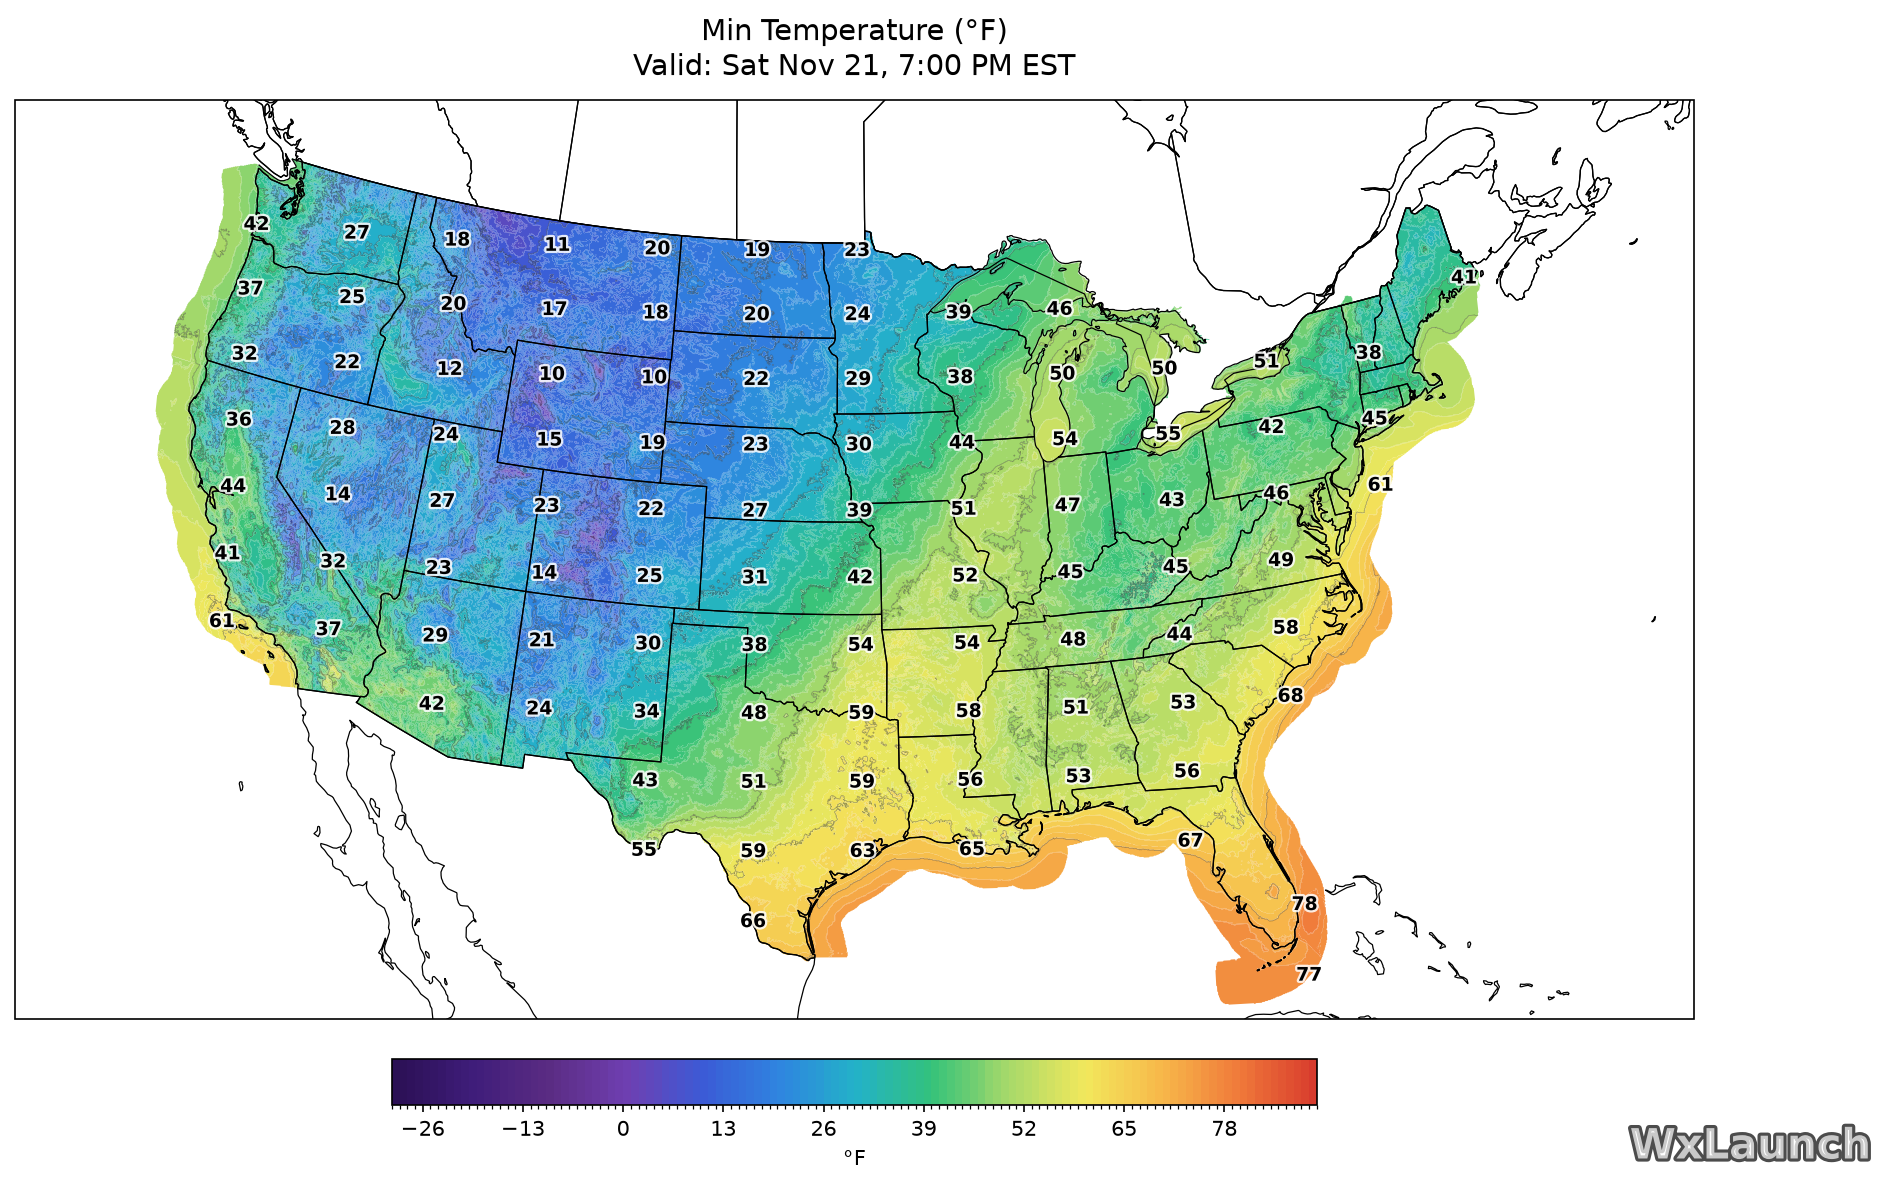 Min Temperature (°F)
Valid: Sat Nov 21, 7:00 PM EST
42 27 18 11 20 19 23
37 25 20 17 18 20 24 39 46 41
32 22 12 10 10 22 29 38 50 50 51 38
36 28 24 15 19 23 30 44 54 55 42 45
44 14 27 23 22 27 39 51 47 43 46 61
41 32 23 14 25 31 42 52 45 45 49
61 37 29 21 30 38 54 54 48 44 58
42 24 34 48 59 58 51 53 68
43 51 59 56 53 56
55 59 63 65 67
66 78
77
−26 −13 0 13 26 39 52 65 78
°F
WxLaunch